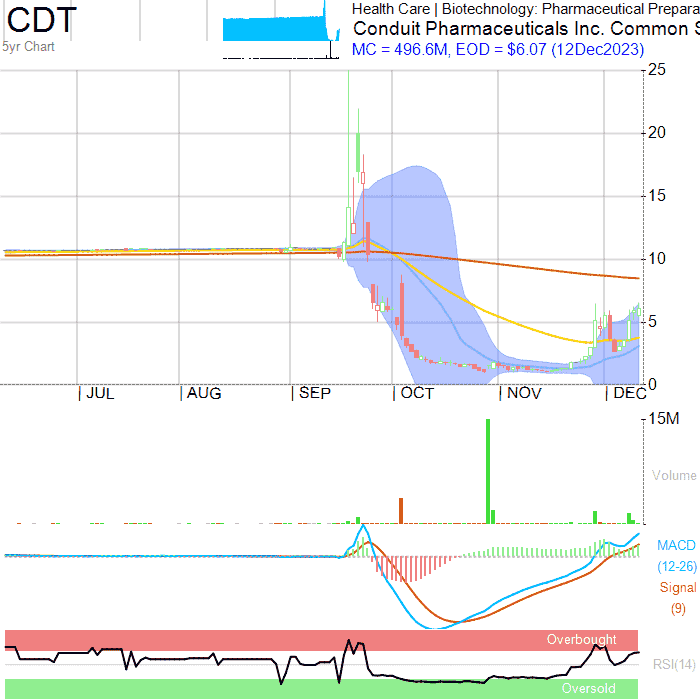 CDT
5yr Chart
Health Care | Biotechnology: Pharmaceutical Prepara
Conduit Pharmaceuticals Inc. Common S
MC = 496.6M, EOD = $6.07 (12Dec2023)
25
20
15
10
5
0
| JUL | AUG | SEP | OCT | NOV | DEC
15M
Volume
MACD
(12-26)
Signal
(9)
Overbought
RSI(14)
Oversold